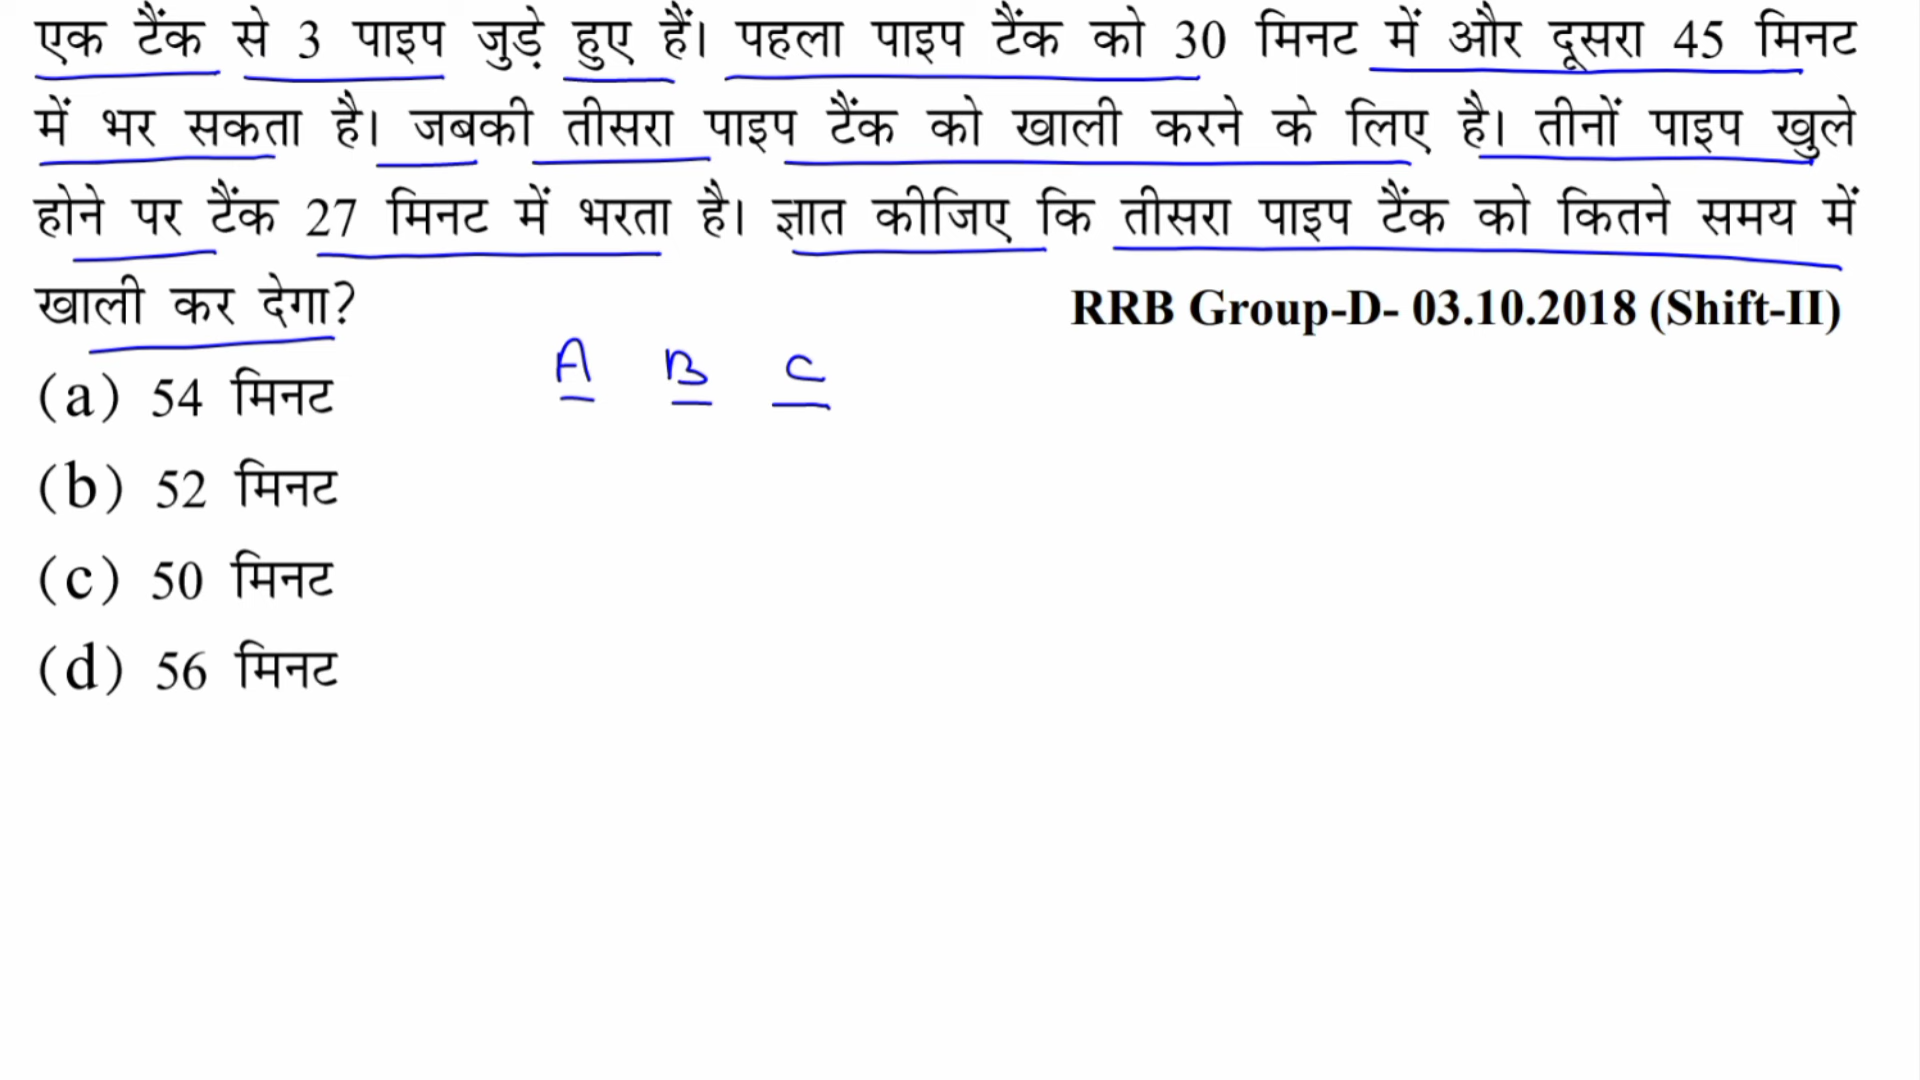 एक टैंक से 3 पाइप जुड़े हुए हैं। पहला पाइप टैंक को 30 मिनट में और दूसरा 45 मिनट
में भर सकता है। जबकी तीसरा पाइप टैंक को खाली करने के लिए है। तीनों पाइप खुले
होने पर टैंक 27 मिनट में भरता है। ज्ञात कीजिए कि तीसरा पाइप टैंक को कितने समय में
खाली कर देगा? RRB Group-D- 03.10.2018 (Shift-II)
A B C
(a) 54 मिनट
(b) 52 मिनट
(c) 50 मिनट
(d) 56 मिनट